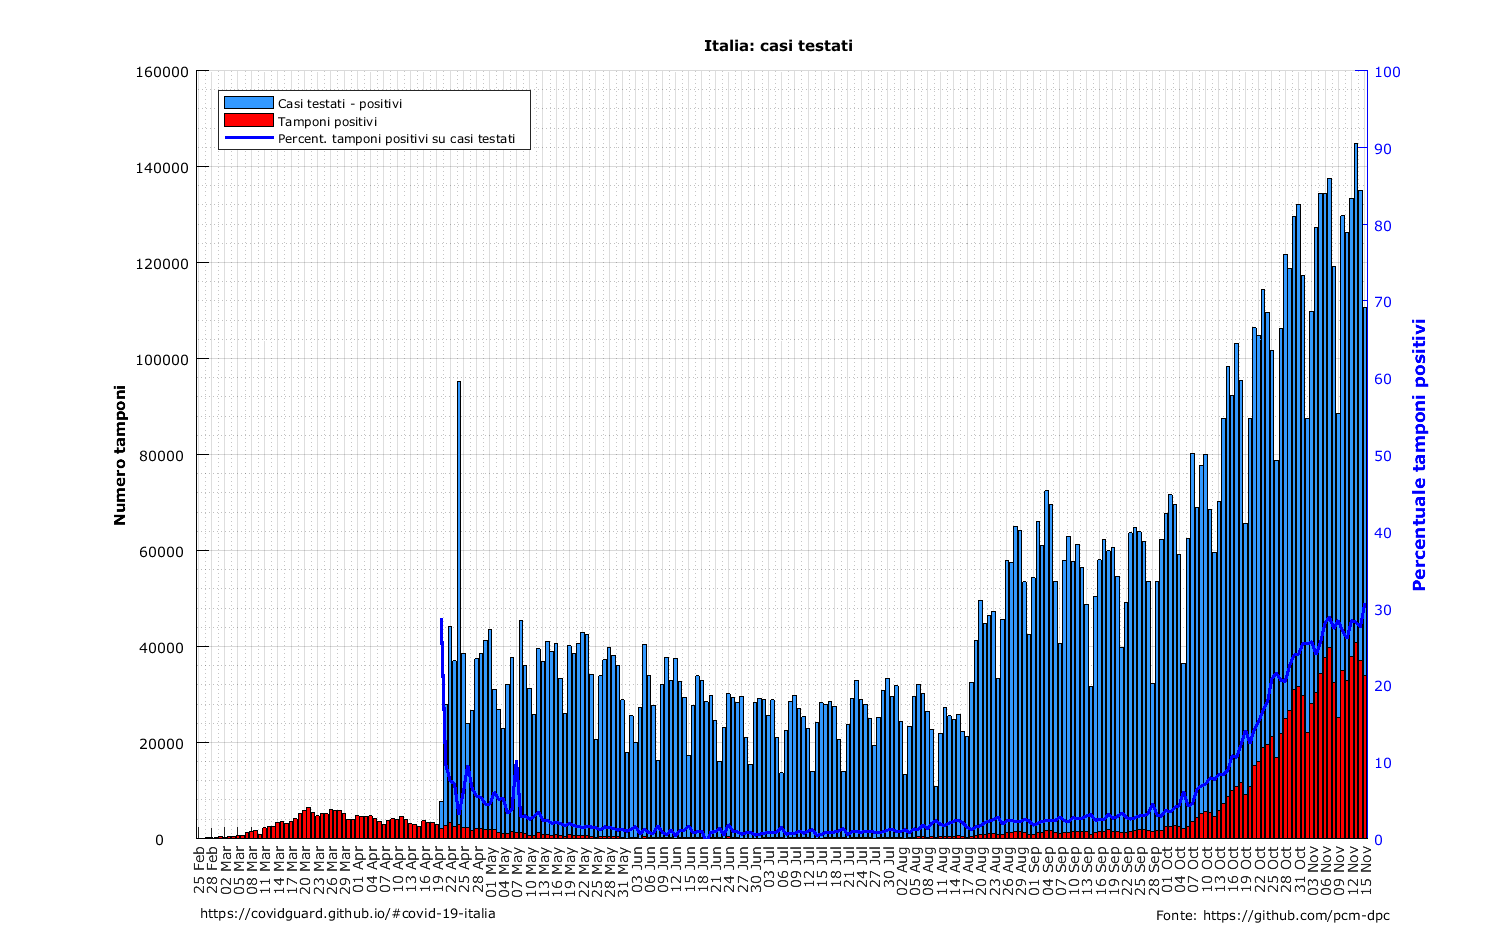 Italia: casi testati
Casi testati - positivi
Tamponi positivi
Percent. tamponi positivi su casi testati
Numero tamponi
160000
140000
120000
100000
80000
60000
40000
20000
0
Percentuale tamponi positivi
100
90
80
70
60
50
40
30
20
10
0
25 Feb
28 Feb
02 Mar
05 Mar
08 Mar
11 Mar
14 Mar
17 Mar
20 Mar
23 Mar
26 Mar
29 Mar
01 Apr
04 Apr
07 Apr
10 Apr
13 Apr
16 Apr
19 Apr
22 Apr
25 Apr
28 Apr
01 May
04 May
07 May
10 May
13 May
16 May
19 May
22 May
25 May
28 May
31 May
03 Jun
06 Jun
09 Jun
12 Jun
15 Jun
18 Jun
21 Jun
24 Jun
27 Jun
30 Jun
03 Jul
06 Jul
09 Jul
12 Jul
15 Jul
18 Jul
21 Jul
24 Jul
27 Jul
30 Jul
02 Aug
05 Aug
08 Aug
11 Aug
14 Aug
17 Aug
20 Aug
23 Aug
26 Aug
29 Aug
01 Sep
04 Sep
07 Sep
10 Sep
13 Sep
16 Sep
19 Sep
22 Sep
25 Sep
28 Sep
01 Oct
04 Oct
07 Oct
10 Oct
13 Oct
16 Oct
19 Oct
22 Oct
25 Oct
28 Oct
31 Oct
03 Nov
06 Nov
09 Nov
12 Nov
15 Nov
https://covidguard.github.io/#covid-19-italia
Fonte: https://github.com/pcm-dpc